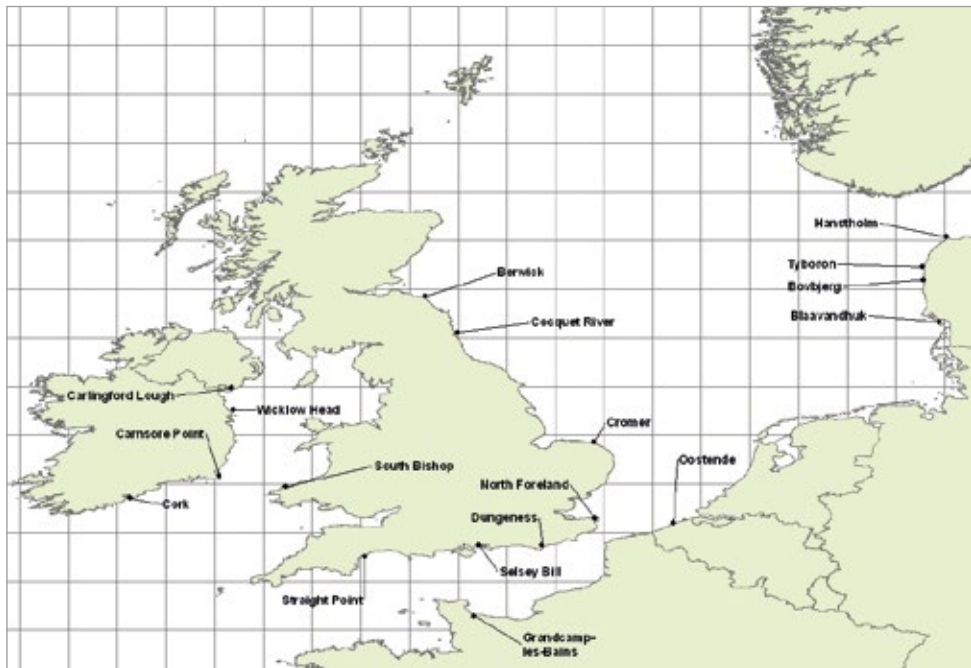 Hanstholm
Tyboron
Bovbjerg
Blaavandhuk
Berwick
Cocquet River
Carlingford Lough
Wicklow Head
Carnsore Point
Cromer
South Bishop
Oostende
North Foreland
Cork
Dungeness
Selsey Bill
Straight Point
Grandcamp-
les-Bains